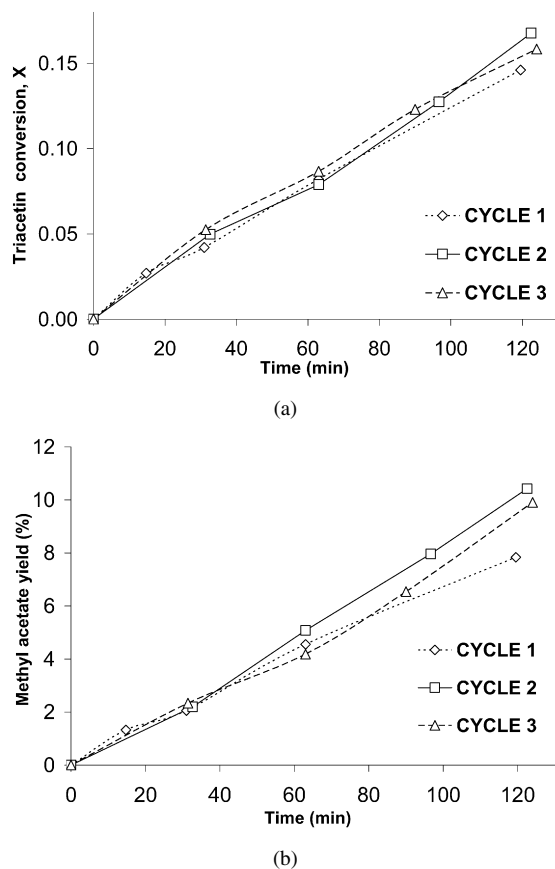 Triacetin conversion, X
0.15
0.10
0.05
0.00
CYCLE 1
CYCLE 2
CYCLE 3
0 20 40 60 80 100 120
Time (min)
(a)
Methyl acetate yield (%)
12
10
8
6
4
2
0
CYCLE 1
CYCLE 2
CYCLE 3
0 20 40 60 80 100 120
Time (min)
(b)